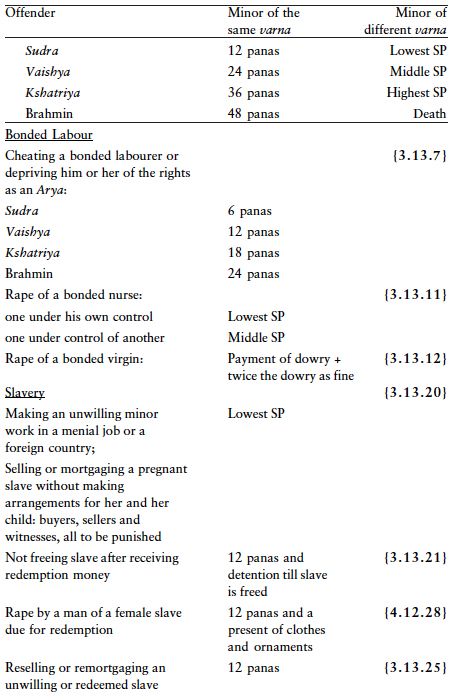 Offender Minor of the Minor of
same varna different varna
Sudra 12 panas Lowest SP
Vaishya 24 panas Middle SP
Kshatriya 36 panas Highest SP
Brahmin 48 panas Death
Bonded Labour
Cheating a bonded labourer or {3.13.7}
depriving him or her of the rights
as an Arya:
Sudra 6 panas
Vaishya 12 panas
Kshatriya 18 panas
Brahmin 24 panas
Rape of a bonded nurse: {3.13.11}
one under his own control Lowest SP
one under control of another Middle SP
Rape of a bonded virgin: Payment of dowry + {3.13.12}
twice the dowry as fine
Slavery {3.13.20}
Making an unwilling minor Lowest SP
work in a menial job or a
foreign country;
Selling or mortgaging a pregnant
slave without making
arrangements for her and her
child: buyers, sellers and
witnesses, all to be punished
Not freeing slave after receiving 12 panas and {3.13.21}
redemption money detention till slave
is freed
Rape by a man of a female slave 12 panas and a {4.12.28}
due for redemption present of clothes
and ornaments
Reselling or remortgaging an 12 panas {3.13.25}
unwilling or redeemed slave